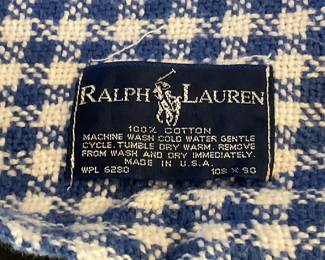 RALPH LAUREN
100% COTTON
MACHINE WASH COLD WATER GENTLE
CYCLE. TUMBLE DRY WARM. REMOVE
FROM WASH AND DRY IMMEDIATELY.
MADE IN U.S.A.
WPL 5280 108 X 90